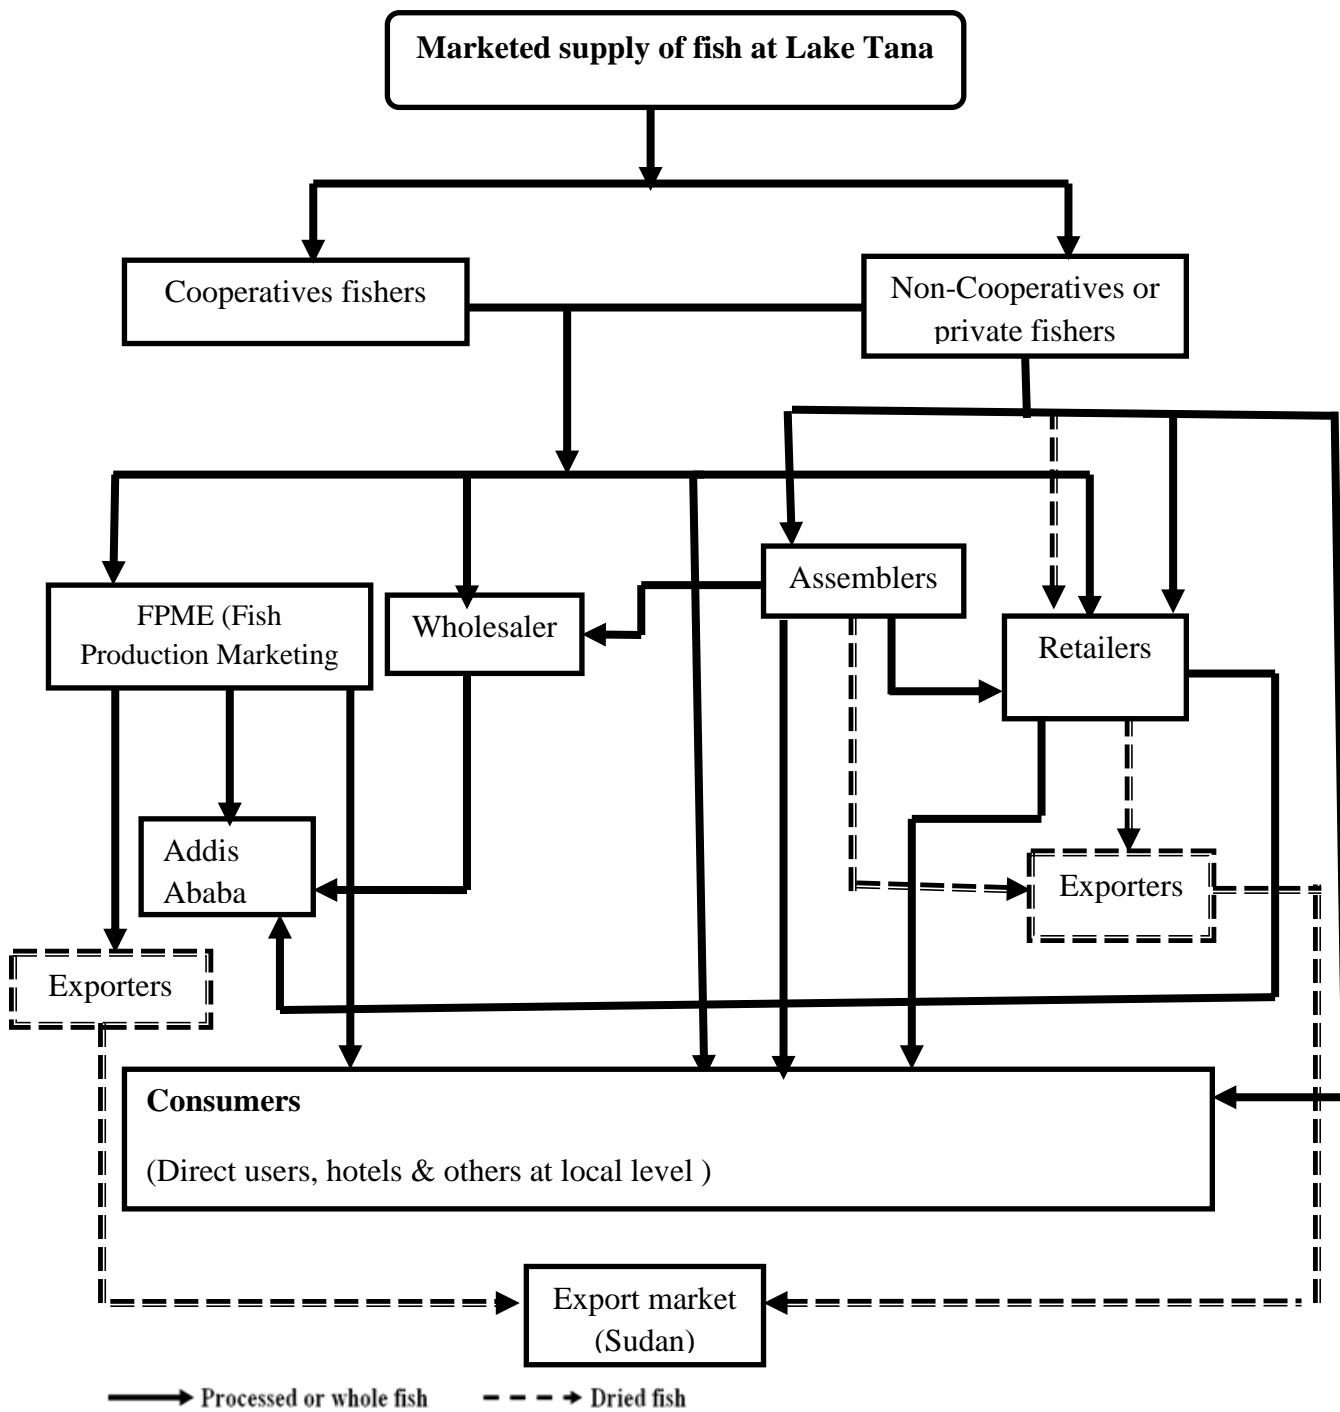 Marketed supply of fish at Lake Tana
Cooperatives fishers
Non-Cooperatives or
private fishers
Assemblers
FPME (Fish
Production Marketing
Wholesaler
Retailers
Addis
Ababa
Exporters
Exporters
Consumers
(Direct users, hotels & others at local level )
Export market
(Sudan)
Processed or whole fish
Dried fish